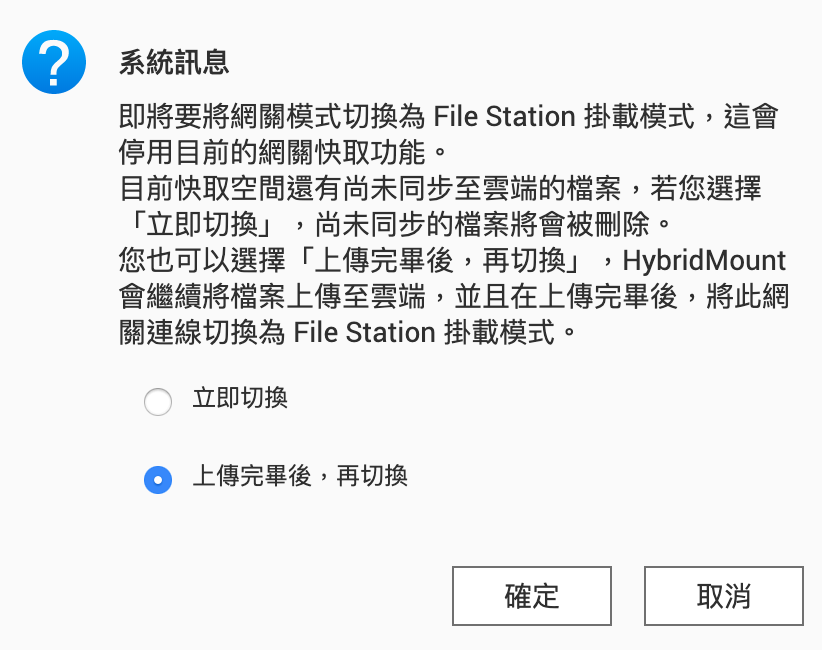 系統訊息
即將要將網關模式切換為 File Station 掛載模式，這會
停用目前的網關快取功能。
目前快取空間還有尚未同步至雲端的檔案，若您選擇
「立即切換」，尚未同步的檔案將會被刪除。
您也可以選擇「上傳完畢後，再切換」，HybridMount
會繼續將檔案上傳至雲端，並且在上傳完畢後，將此網
關連線切換為 File Station 掛載模式。
立即切換
上傳完畢後，再切換
確定
取消